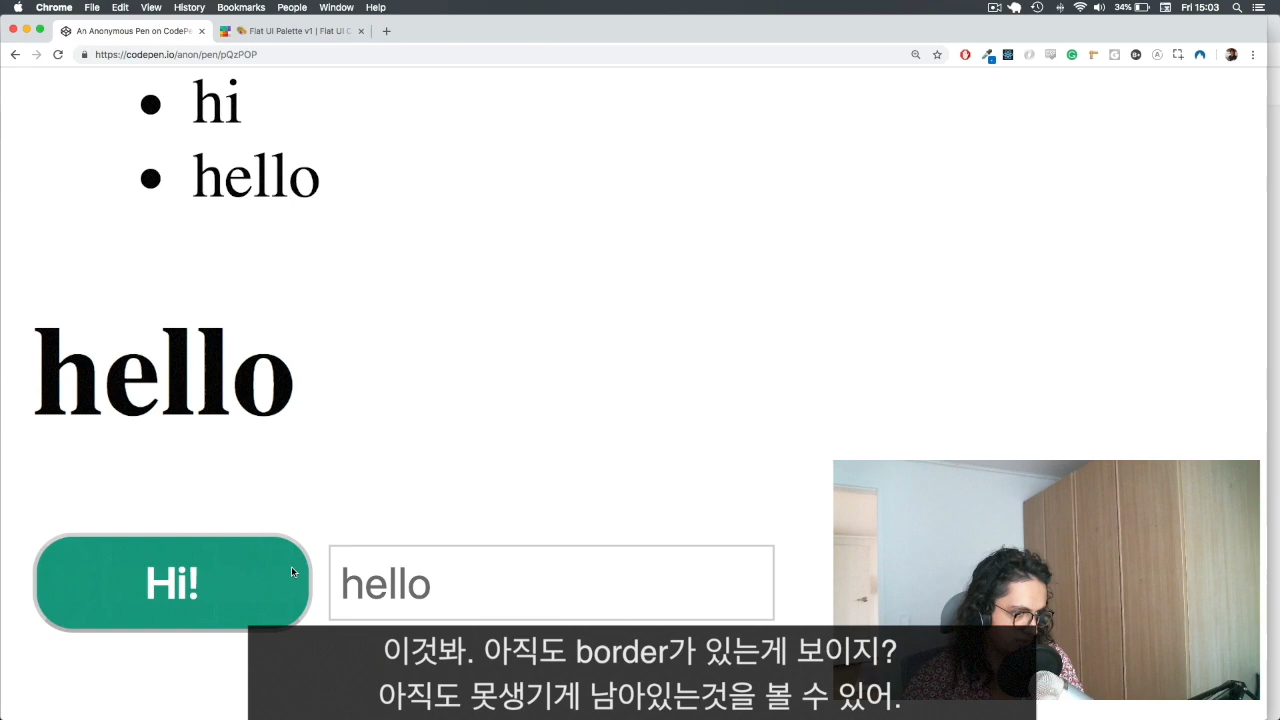 Chrome File Edit View History Bookmarks People Window Help 34% Fri 15:03
An Anonymous Pen on CodePe Flat UI Palette v1 | Flat UI C
https://codepen.io/anon/pen/pQzPOP
hi
hello
hello
Hi!
hello
이것봐. 아직도 border가 있는게 보이지?
아직도 못생기게 남아있는것을 볼 수 있어.